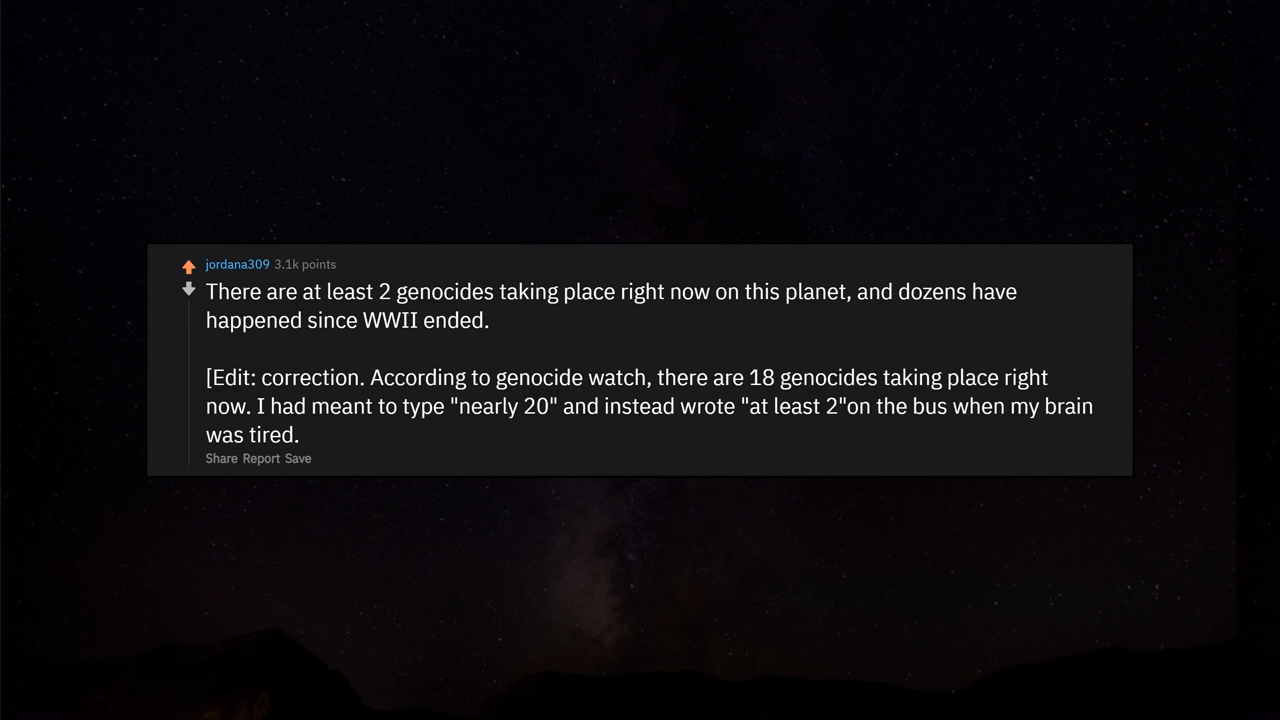 jordana309 3.1k points
There are at least 2 genocides taking place right now on this planet, and dozens have
happened since WWII ended.
[Edit: correction. According to genocide watch, there are 18 genocides taking place right
now. I had meant to type "nearly 20" and instead wrote "at least 2"on the bus when my brain
was tired.
Share Report Save